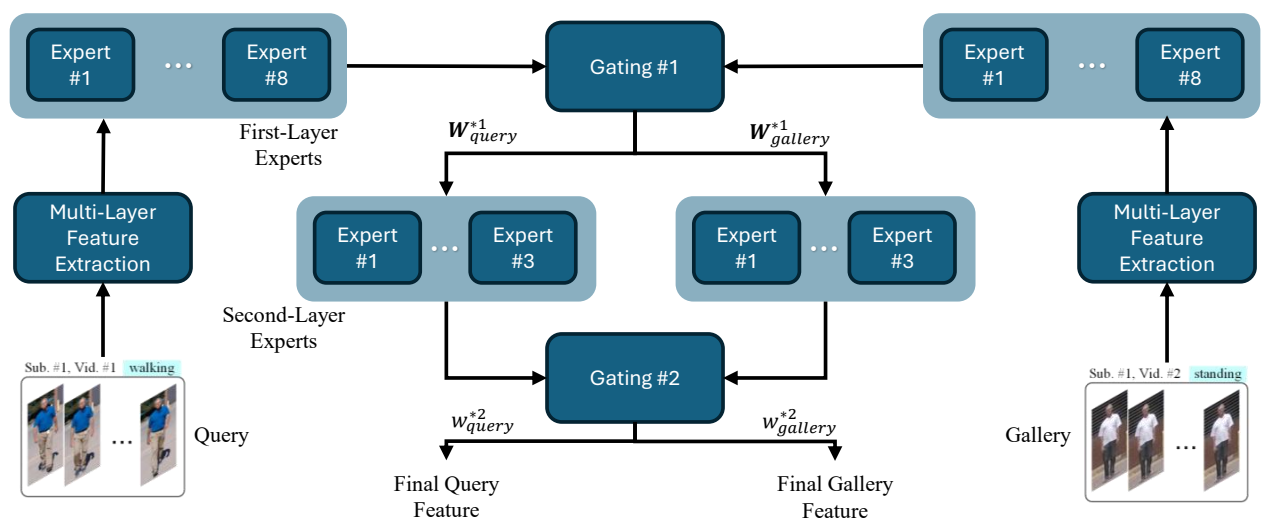 Expert
#1
...
Expert
#8
Gating #1
Expert
#1
...
Expert
#8
First-Layer
Experts
W*1query
W*1gallery
Multi-Layer
Feature
Extraction
Expert
#1
...
Expert
#3
Expert
#1
...
Expert
#3
Multi-Layer
Feature
Extraction
Second-Layer
Experts
Gating #2
Sub. #1, Vid. #1 walking
...
Query
Sub. #1, Vid. #2 standing
...
Gallery
w*2query
w*2gallery
Final Query
Feature
Final Gallery
Feature